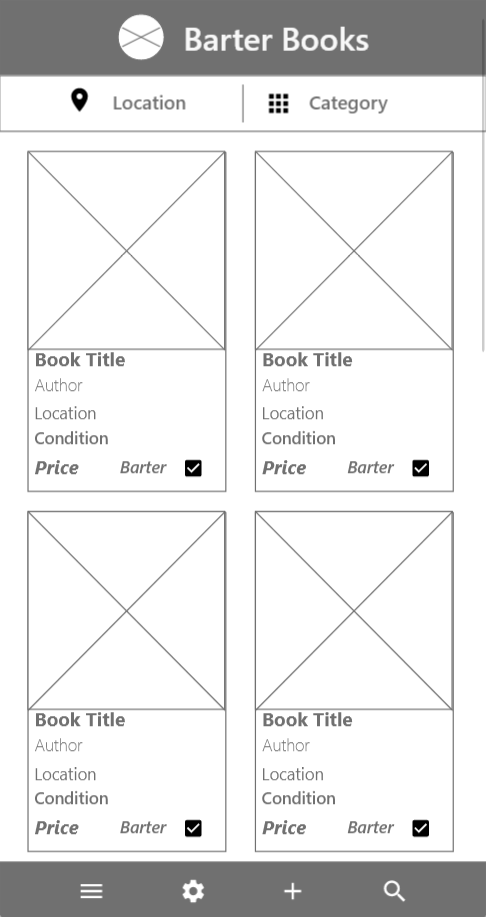 Barter Books
Location
Category
Book Title
Author
Location
Condition
Price Barter
Book Title
Author
Location
Condition
Price Barter
Book Title
Author
Location
Condition
Price Barter
Book Title
Author
Location
Condition
Price Barter